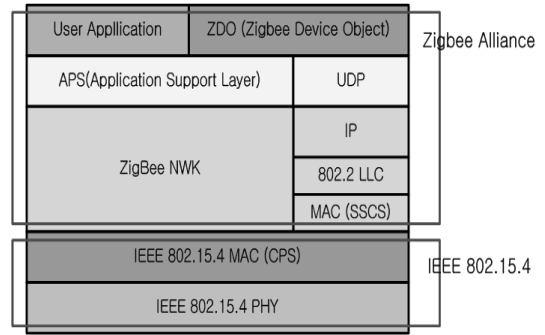 User Appllication
ZDO (Zigbee Device Object)
Zigbee Alliance
APS(Application Support Layer)
UDP
ZigBee NWK
IP
802.2 LLC
MAC (SSCS)
IEEE 802.15.4 MAC (CPS)
IEEE 802.15.4
IEEE 802.15.4 PHY